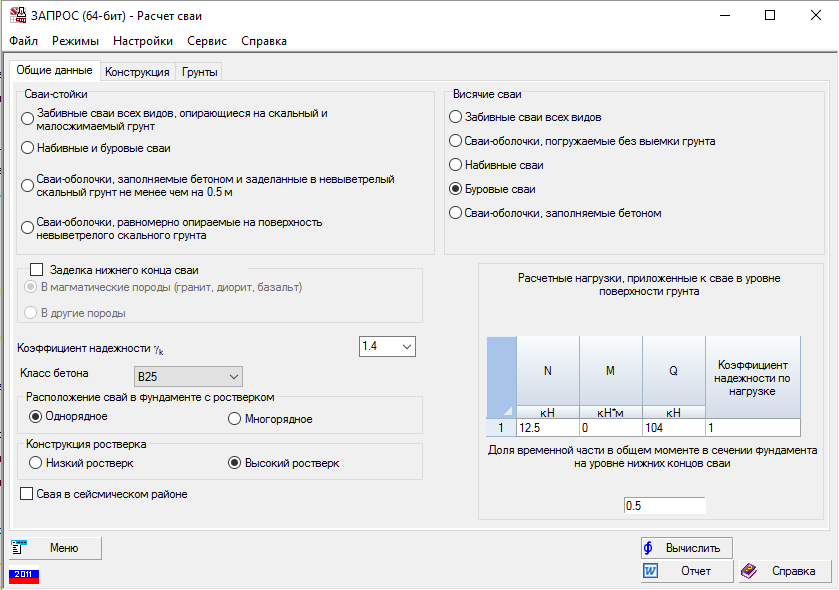 ЗАПРОС (64-бит) - Расчет сваи
Файл Режимы Настройки Сервис Справка
Общие данные Конструкция Грунты
Сваи-стойки
Забивные сваи всех видов, опирающиеся на скальный и
малосжимаемый грунт
Набивные и буровые сваи
Сваи-оболочки, заполняемые бетоном и заделанные в невыветрелый
скальный грунт не менее чем на 0.5 м
Сваи-оболочки, равномерно опираемые на поверхность
невыветрелого скального грунта
Висячие сваи
Забивные сваи всех видов
Сваи-оболочки, погружаемые без выемки грунта
Набивные сваи
Буровые сваи
Сваи-оболочки, заполняемые бетоном
Заделка нижнего конца сваи
В магматические породы (гранит, диорит, базальт)
В другие породы
Коэффициент надежности γk
1.4
Класс бетона
B25
Расположение свай в фундаменте с ростверком
Однорядное Многорядное
Конструкция ростверка
Низкий ростверк Высокий ростверк
Свая в сейсмическом районе
Расчетные нагрузки, приложенные к свае в уровне
поверхности грунта
N M Q Коэффициент
надежности по
нагрузке
кН кН*м кН
1 12.5 0 104 1
Доля временной части в общем моменте в сечении фундамента
на уровне нижних концов сваи
0.5
Меню
Вычислить
2011
Отчет Справка